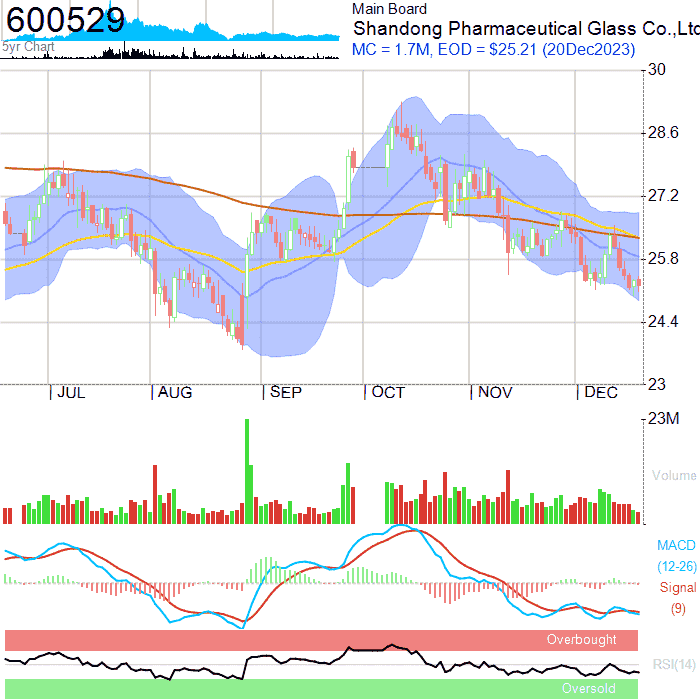 600529
Main Board
Shandong Pharmaceutical Glass Co.,Ltd
MC = 1.7M, EOD = $25.21 (20Dec2023)
5yr Chart
30
28.6
27.2
25.8
24.4
23
JUL AUG SEP OCT NOV DEC
23M
Volume
MACD
(12-26)
Signal
(9)
Overbought
RSI(14)
Oversold